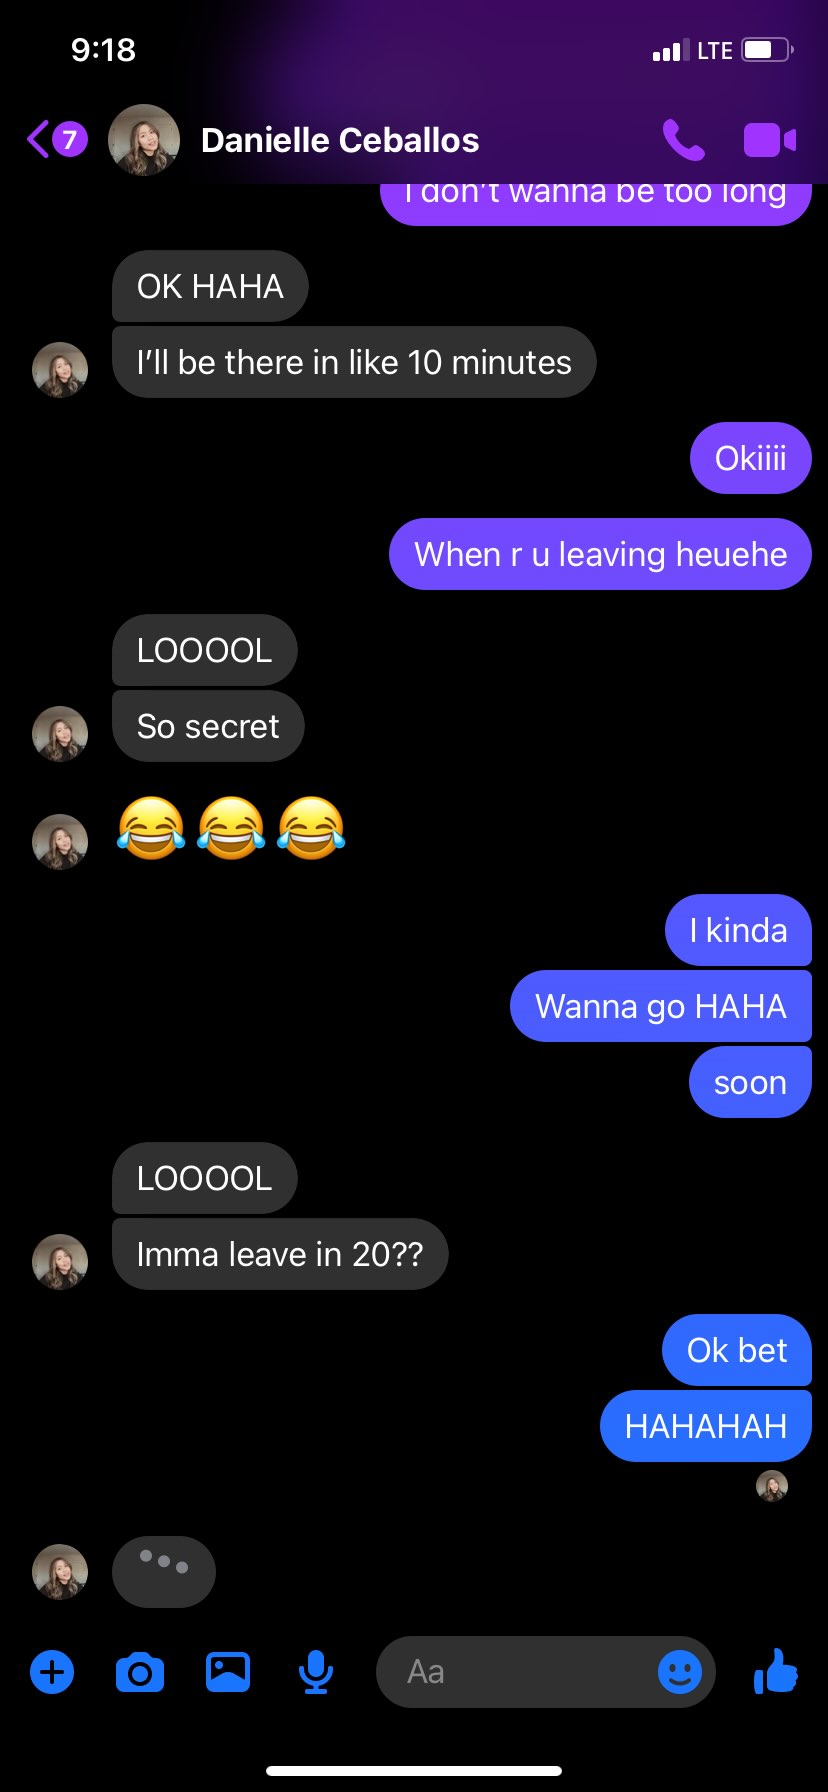 9:18
LTE
7
Danielle Ceballos
I don't wanna be too long
OK HAHA
I’ll be there in like 10 minutes
Okiiii
When r u leaving heuehe
LOOOOL
So secret
😂😂😂
I kinda
Wanna go HAHA
soon
LOOOOL
Imma leave in 20??
Ok bet
HAHAHAH
Aa